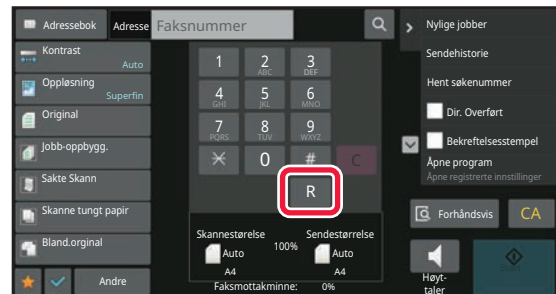 Adressebok
Adresse
Faksnummer
Kontrast
Auto
Oppløsning
Superfin
Original
Jobb-oppbygg.
Sakte Skann
Skanne tungt papir
Bland.orginal
Andre
1
2
ABC
3
DEF
4
GHI
5
JKL
6
MNO
7
PQRS
8
TUV
9
WXYZ
0
#
C
R
Skannestørelse
Sendestørrelse
Auto
100%
Auto
A4
A4
Faksmottakminne: 0%
Nylige jobber
Sendehistorie
Hent søkenummer
Dir. Overført
Bekreftelsesstempel
Åpne program
Åpne registrerte innstillinger
Forhåndsvis
CA
Høyt-
taler